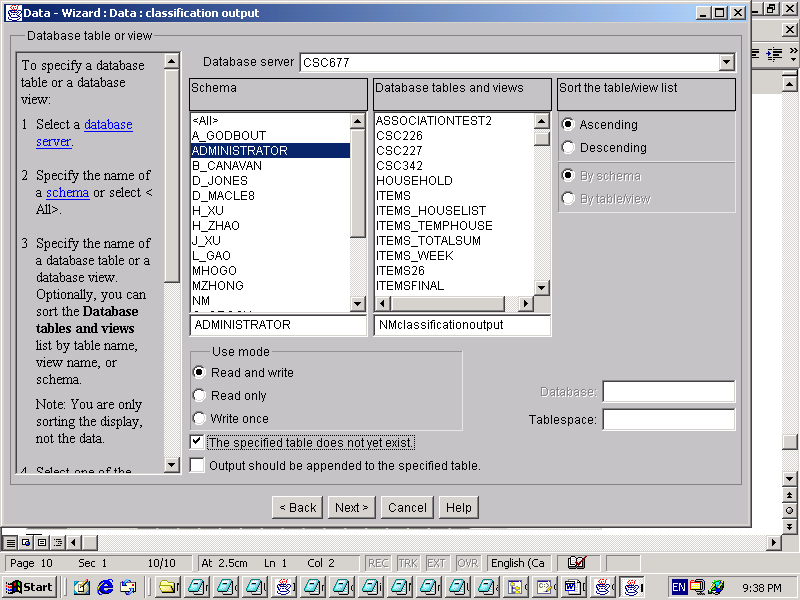 Data - Wizard : Data : classification output
Database table or view
To specify a database
table or a database
view:
1 Select a database
server.
2 Specify the name of
a schema or select <
All>.
3 Specify the name of
a database table or a
database view.
Optionally, you can
sort the Database
tables and views
list by table name,
view name, or
schema.
Note: You are only
sorting the display,
not the data.
4 Select one of the
Database server CSC677
Schema
<All>
A_GODBOUT
ADMINISTRATOR
B_CANAVAN
D_JONES
D_MACLE8
H_XU
H_ZHAO
J_XU
L_GAO
MHOGO
MZHONG
NM
ADMINISTRATOR
Database tables and views
ASSOCIATIONTEST2
CSC226
CSC227
CSC342
HOUSEHOLD
ITEMS
ITEMS_HOUSELIST
ITEMS_TEMPHOUSE
ITEMS_TOTALSUM
ITEMS_WEEK
ITEMS26
ITEMSFINAL
NMclassificationoutput
Sort the table/view list
Ascending
Descending
By schema
By table/view
Use mode
Read and write
Read only
Write once
Database:
Tablespace:
The specified table does not yet exist.
Output should be appended to the specified table.
< Back Next > Cancel Help
Page 10 Sec 1 10/10 At 2.5cm Ln 1 Col 2 REC TRK EXT OVR English (Ca
Start EN 9:38 PM